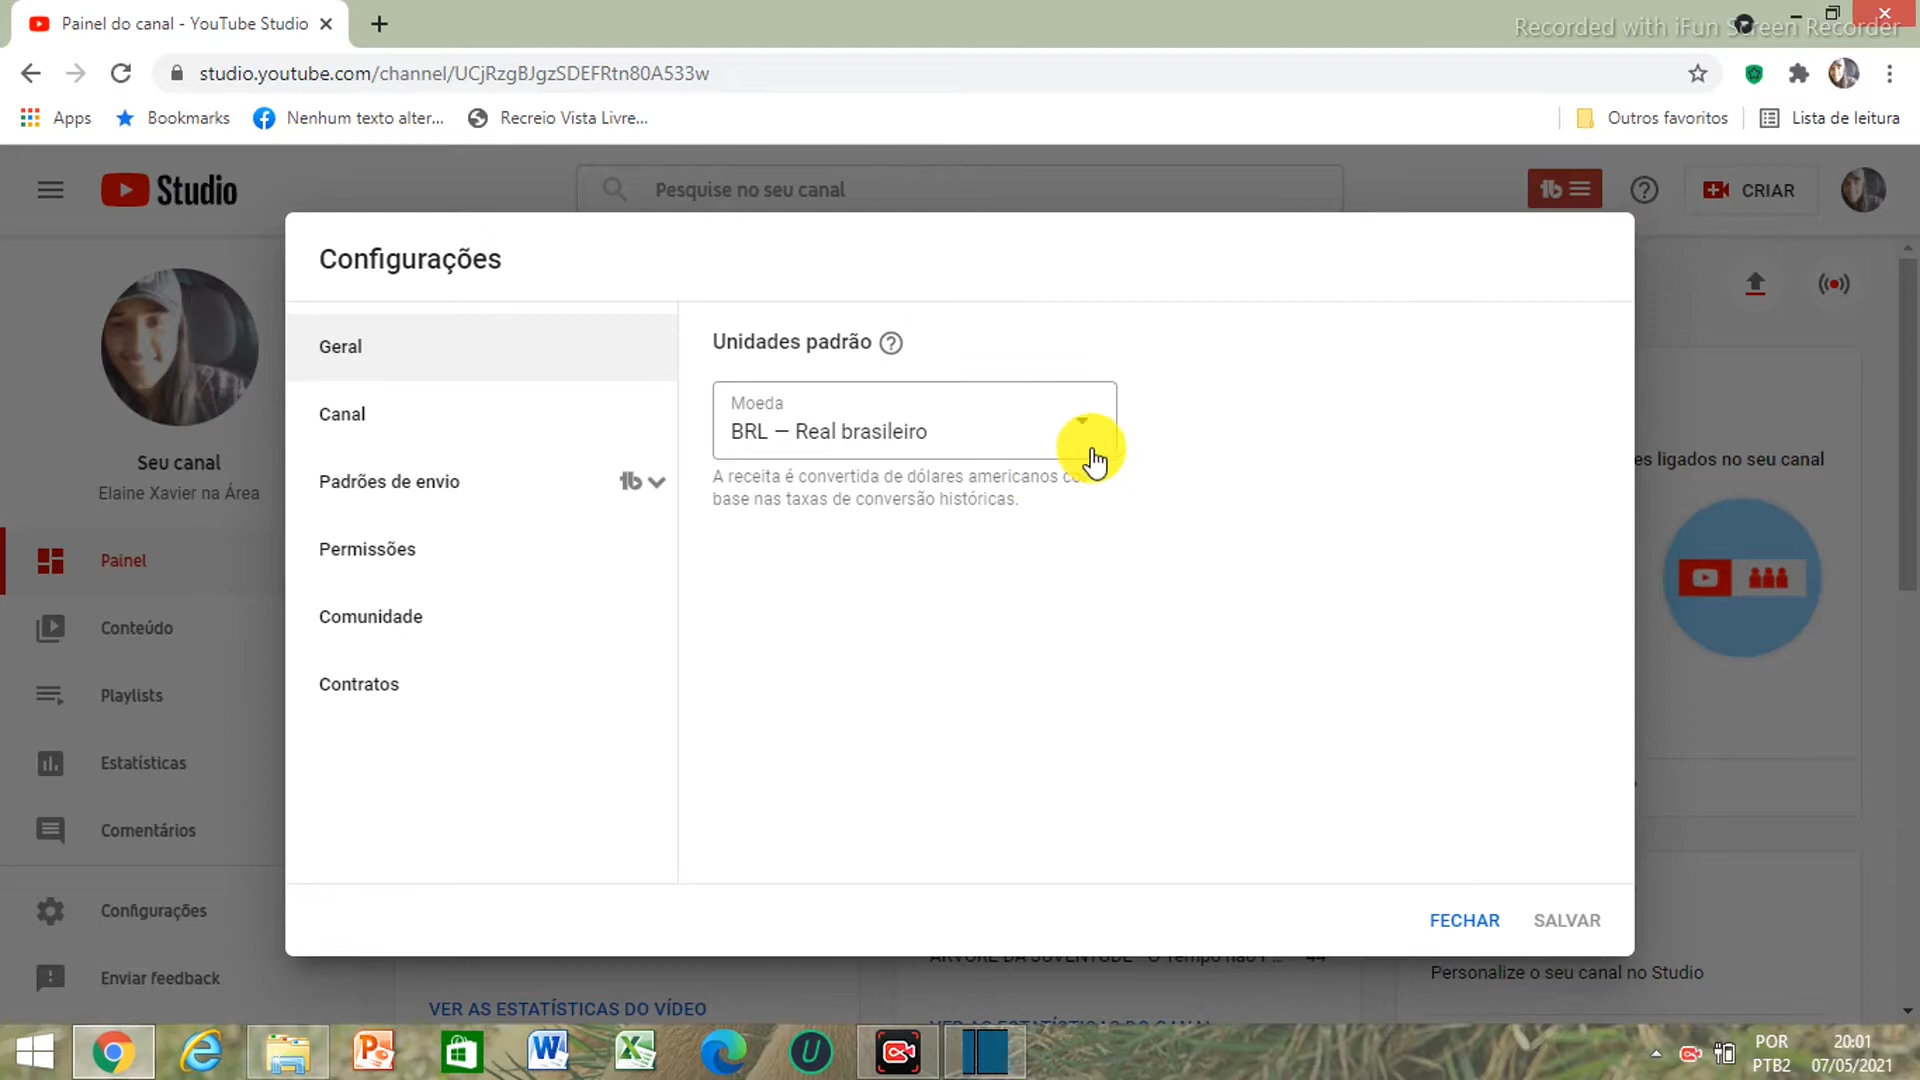 Painel do canal - YouTube Studio
Recorded with iFun Screen Recorder
studio.youtube.com/channel/UCjRzgBJgzSDEFRtn80A533w
Apps
Bookmarks
Nenhum texto alter...
Recreio Vista Livre...
Outros favoritos
Lista de leitura
Studio
Pesquise no seu canal
CRIAR
Configurações
Geral
Canal
Padrões de envio
Permissões
Comunidade
Contratos
Unidades padrão
Moeda
BRL — Real brasileiro
A receita é convertida de dólares americanos
base nas taxas de conversão históricas.
FECHAR
SALVAR
Seu canal
Elaine Xavier na Área
Painel
Conteúdo
Playlists
Estatísticas
Comentários
Configurações
Enviar feedback
es ligados no seu canal
VER AS ESTATÍSTICAS DO VÍDEO
Personalize o seu canal no Studio
POR
PTB2
20:01
07/05/2021